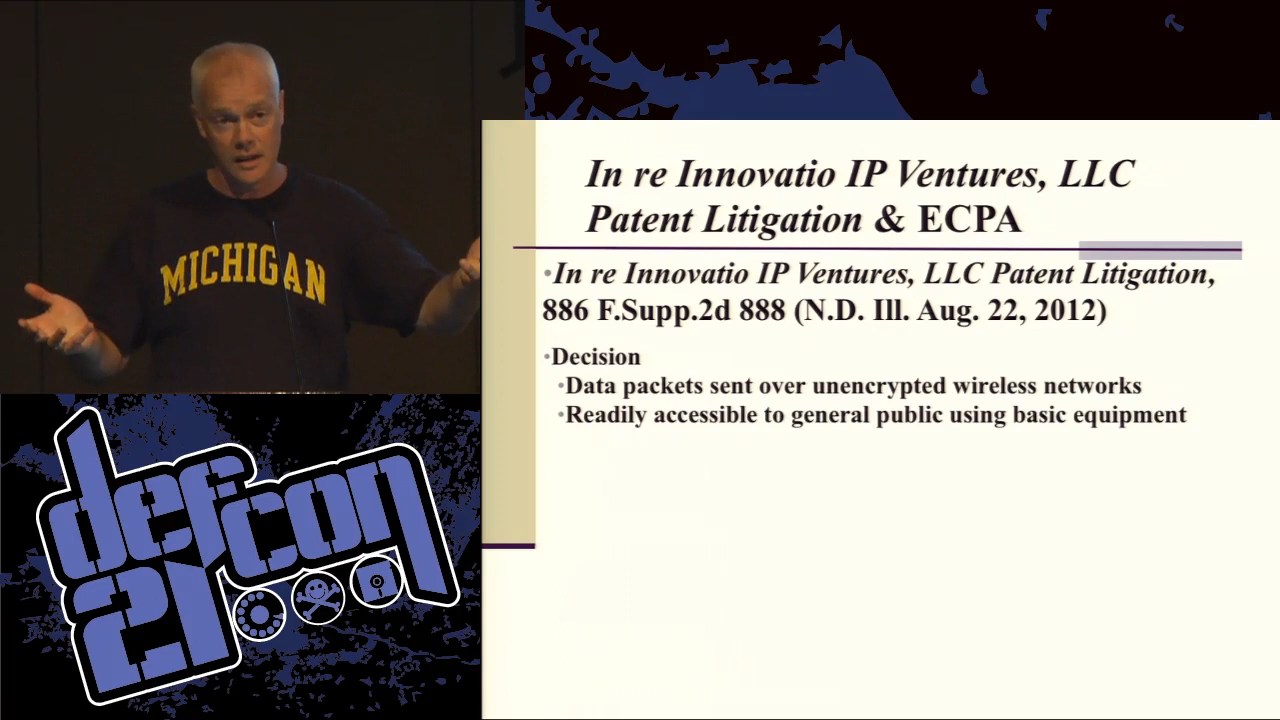 MICHIGAN
In re Innovatio IP Ventures, LLC
Patent Litigation & ECPA
•In re Innovatio IP Ventures, LLC Patent Litigation,
886 F.Supp.2d 888 (N.D. Ill. Aug. 22, 2012)
•Decision
•Data packets sent over unencrypted wireless networks
•Readily accessible to general public using basic equipment
defcon
21